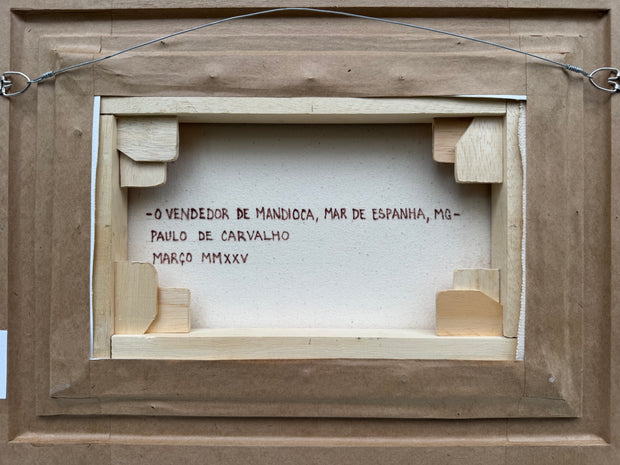 -O VENDEDOR DE MANDIOCA, MAR DE ESPANHA, MG-
PAULO DE CARVALHO
MARÇO MMXXV